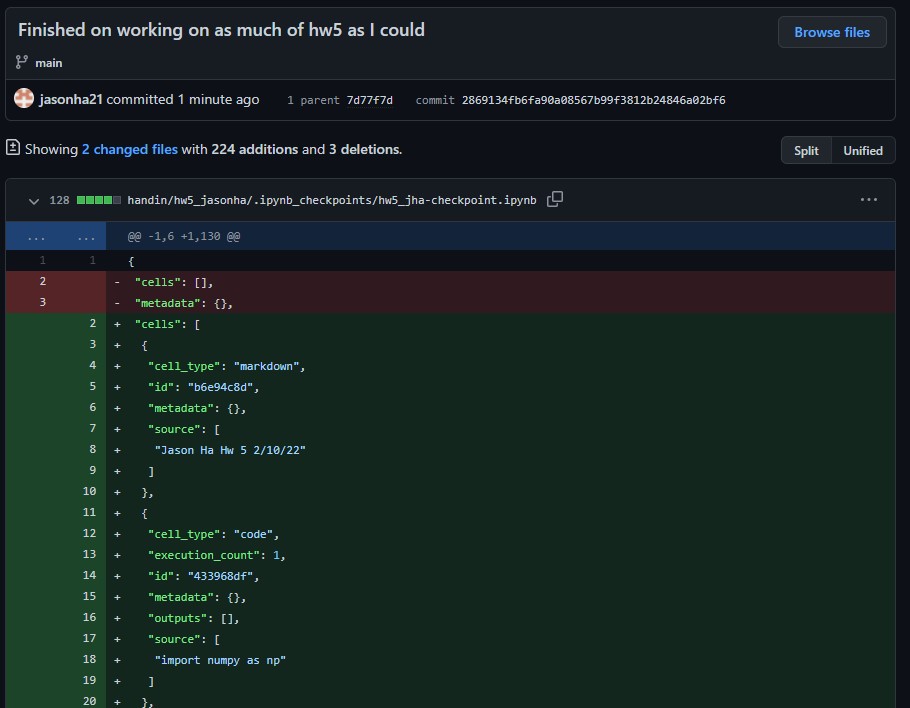 Finished on working on as much of hw5 as I could
Browse files
main
jasonha21 committed 1 minute ago 1 parent 7d77f7d commit 2869134fb6fa90a08567b99f3812b24846a02bf6
Showing 2 changed files with 224 additions and 3 deletions.
Split Unified
128 handin/hw5_jasonha/.ipynb_checkpoints/hw5_jha-checkpoint.ipynb ...
... ... @@ -1,6 +1,130 @@
1 1 {
2 - "cells": [],
3 - "metadata": {},
2 + "cells": [
3 + {
4 + "cell_type": "markdown",
5 + "id": "b6e94c8d",
6 + "metadata": {},
7 + "source": [
8 + "Jason Ha Hw 5 2/10/22"
9 + ]
10 + },
11 + {
12 + "cell_type": "code",
13 + "execution_count": 1,
14 + "id": "433968df",
15 + "metadata": {},
16 + "outputs": [],
17 + "source": [
18 + "import numpy as np"
19 + ]
20 + },